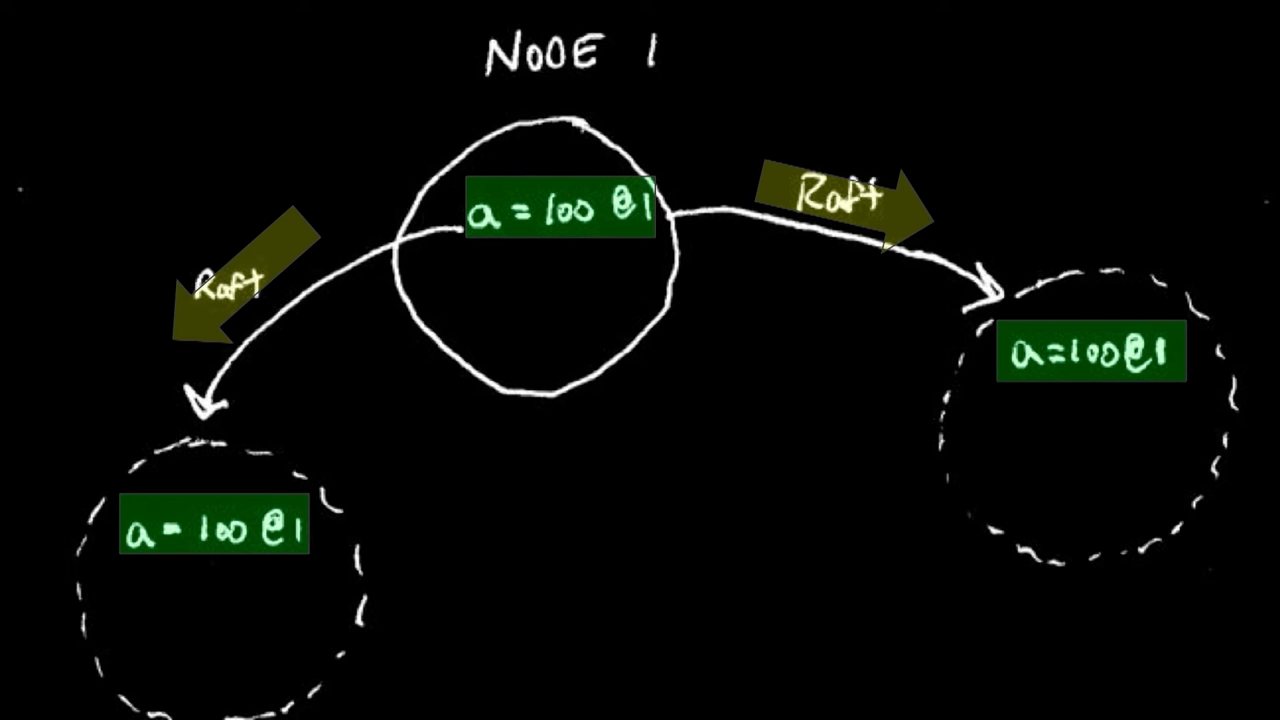 NODE 1
a = 100 @1
Raft
Raft
a=100@1
a = 100 @1